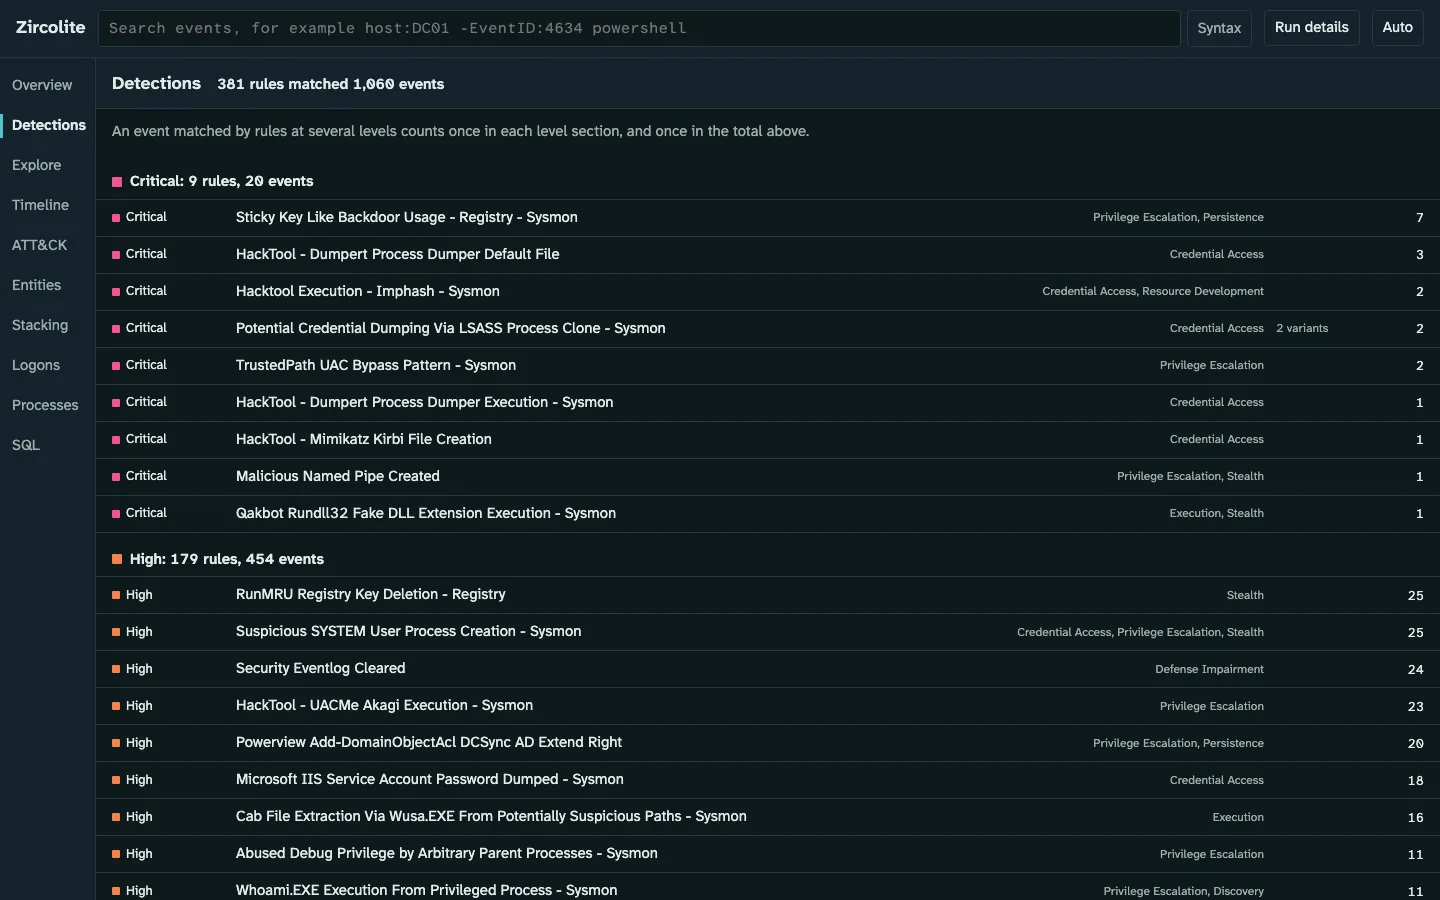 Zircolite
Search events, for example host:DC01 -EventID:4634 powershell
Syntax
Run details
Auto
Overview
Detections
Explore
Timeline
ATT&CK
Entities
Stacking
Logons
Processes
SQL
Detections 381 rules matched 1,060 events
An event matched by rules at several levels counts once in each level section, and once in the total above.
Critical: 9 rules, 20 events
Critical Sticky Key Like Backdoor Usage - Registry - Sysmon Privilege Escalation, Persistence 7
Critical HackTool - Dumpert Process Dumper Default File Credential Access 3
Critical Hacktool Execution - Imphash - Sysmon Credential Access, Resource Development 2
Critical Potential Credential Dumping Via LSASS Process Clone - Sysmon Credential Access 2 variants 2
Critical TrustedPath UAC Bypass Pattern - Sysmon Privilege Escalation 2
Critical HackTool - Dumpert Process Dumper Execution - Sysmon Credential Access 1
Critical HackTool - Mimikatz Kirbi File Creation Credential Access 1
Critical Malicious Named Pipe Created Privilege Escalation, Stealth 1
Critical Qakbot Rundll32 Fake DLL Extension Execution - Sysmon Execution, Stealth 1
High: 179 rules, 454 events
High RunMRU Registry Key Deletion - Registry Stealth 25
High Suspicious SYSTEM User Process Creation - Sysmon Credential Access, Privilege Escalation, Stealth 25
High Security Eventlog Cleared Defense Impairment 24
High HackTool - UACMe Akagi Execution - Sysmon Privilege Escalation 23
High Powerview Add-DomainObjectAcl DCSync AD Extend Right Privilege Escalation, Persistence 20
High Microsoft IIS Service Account Password Dumped - Sysmon Credential Access 18
High Cab File Extraction Via Wusa.EXE From Potentially Suspicious Paths - Sysmon Execution 16
High Abused Debug Privilege by Arbitrary Parent Processes - Sysmon Privilege Escalation 11
High Whoami.EXE Execution From Privileged Process - Sysmon Privilege Escalation, Discovery 11